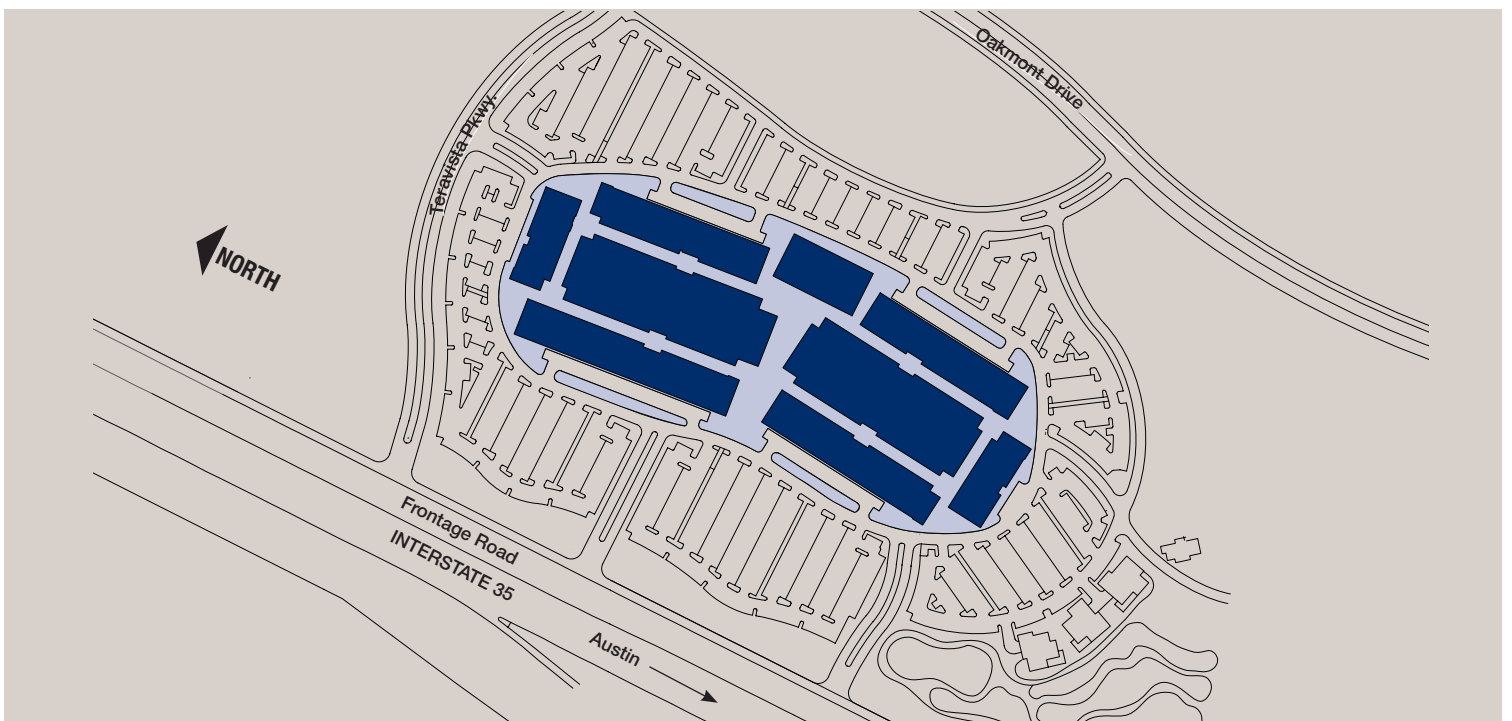 Oakmont Drive
Teravista Pkwy.
NORTH
Frontage Road
INTERSTATE 35
Austin